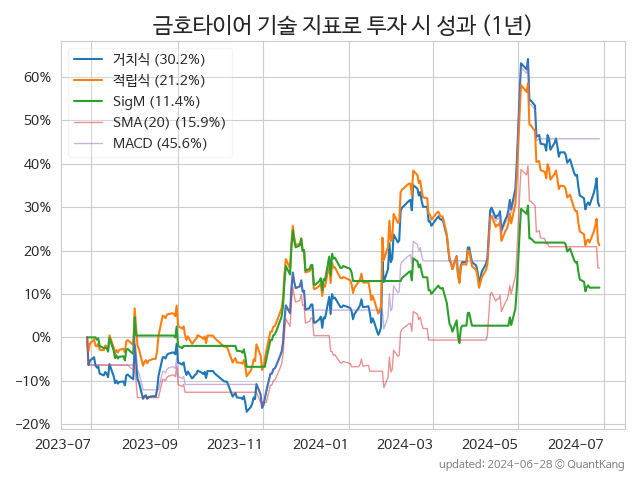 금호타이어 기술 지표로 투자 시 성과 (1년)
거치식 (30.2%)
적립식 (21.2%)
SigM (11.4%)
SMA(20) (15.9%)
MACD (45.6%)
60%
50%
40%
30%
20%
10%
0%
−10%
−20%
2023-07 2023-09 2023-11 2024-01 2024-03 2024-05 2024-07
updated: 2024-06-28 © QuantKang